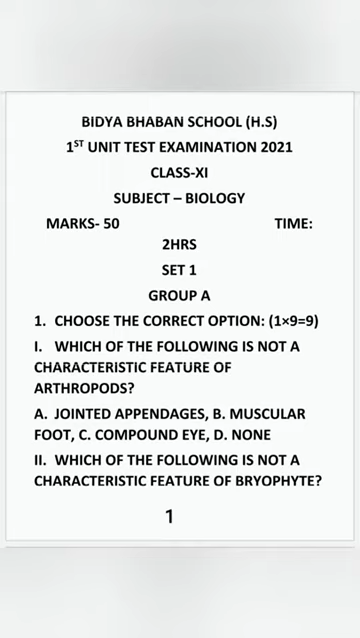 BIDYA BHABAN SCHOOL (H.S)
1ST UNIT TEST EXAMINATION 2021
CLASS-XI
SUBJECT – BIOLOGY
MARKS- 50 TIME:
2HRS
SET 1
GROUP A
1. CHOOSE THE CORRECT OPTION: (1×9=9)
I. WHICH OF THE FOLLOWING IS NOT A
CHARACTERISTIC FEATURE OF
ARTHROPODS?
A. JOINTED APPENDAGES, B. MUSCULAR
FOOT, C. COMPOUND EYE, D. NONE
II. WHICH OF THE FOLLOWING IS NOT A
CHARACTERISTIC FEATURE OF BRYOPHYTE?
1